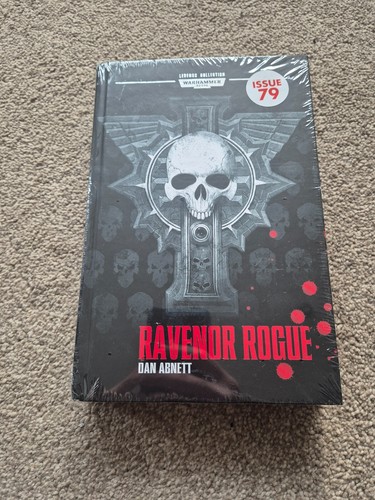 LEGENDS COLLECTION
WARHAMMER
ISSUE
79
RAVENOR ROGUE
DAN ABNETT